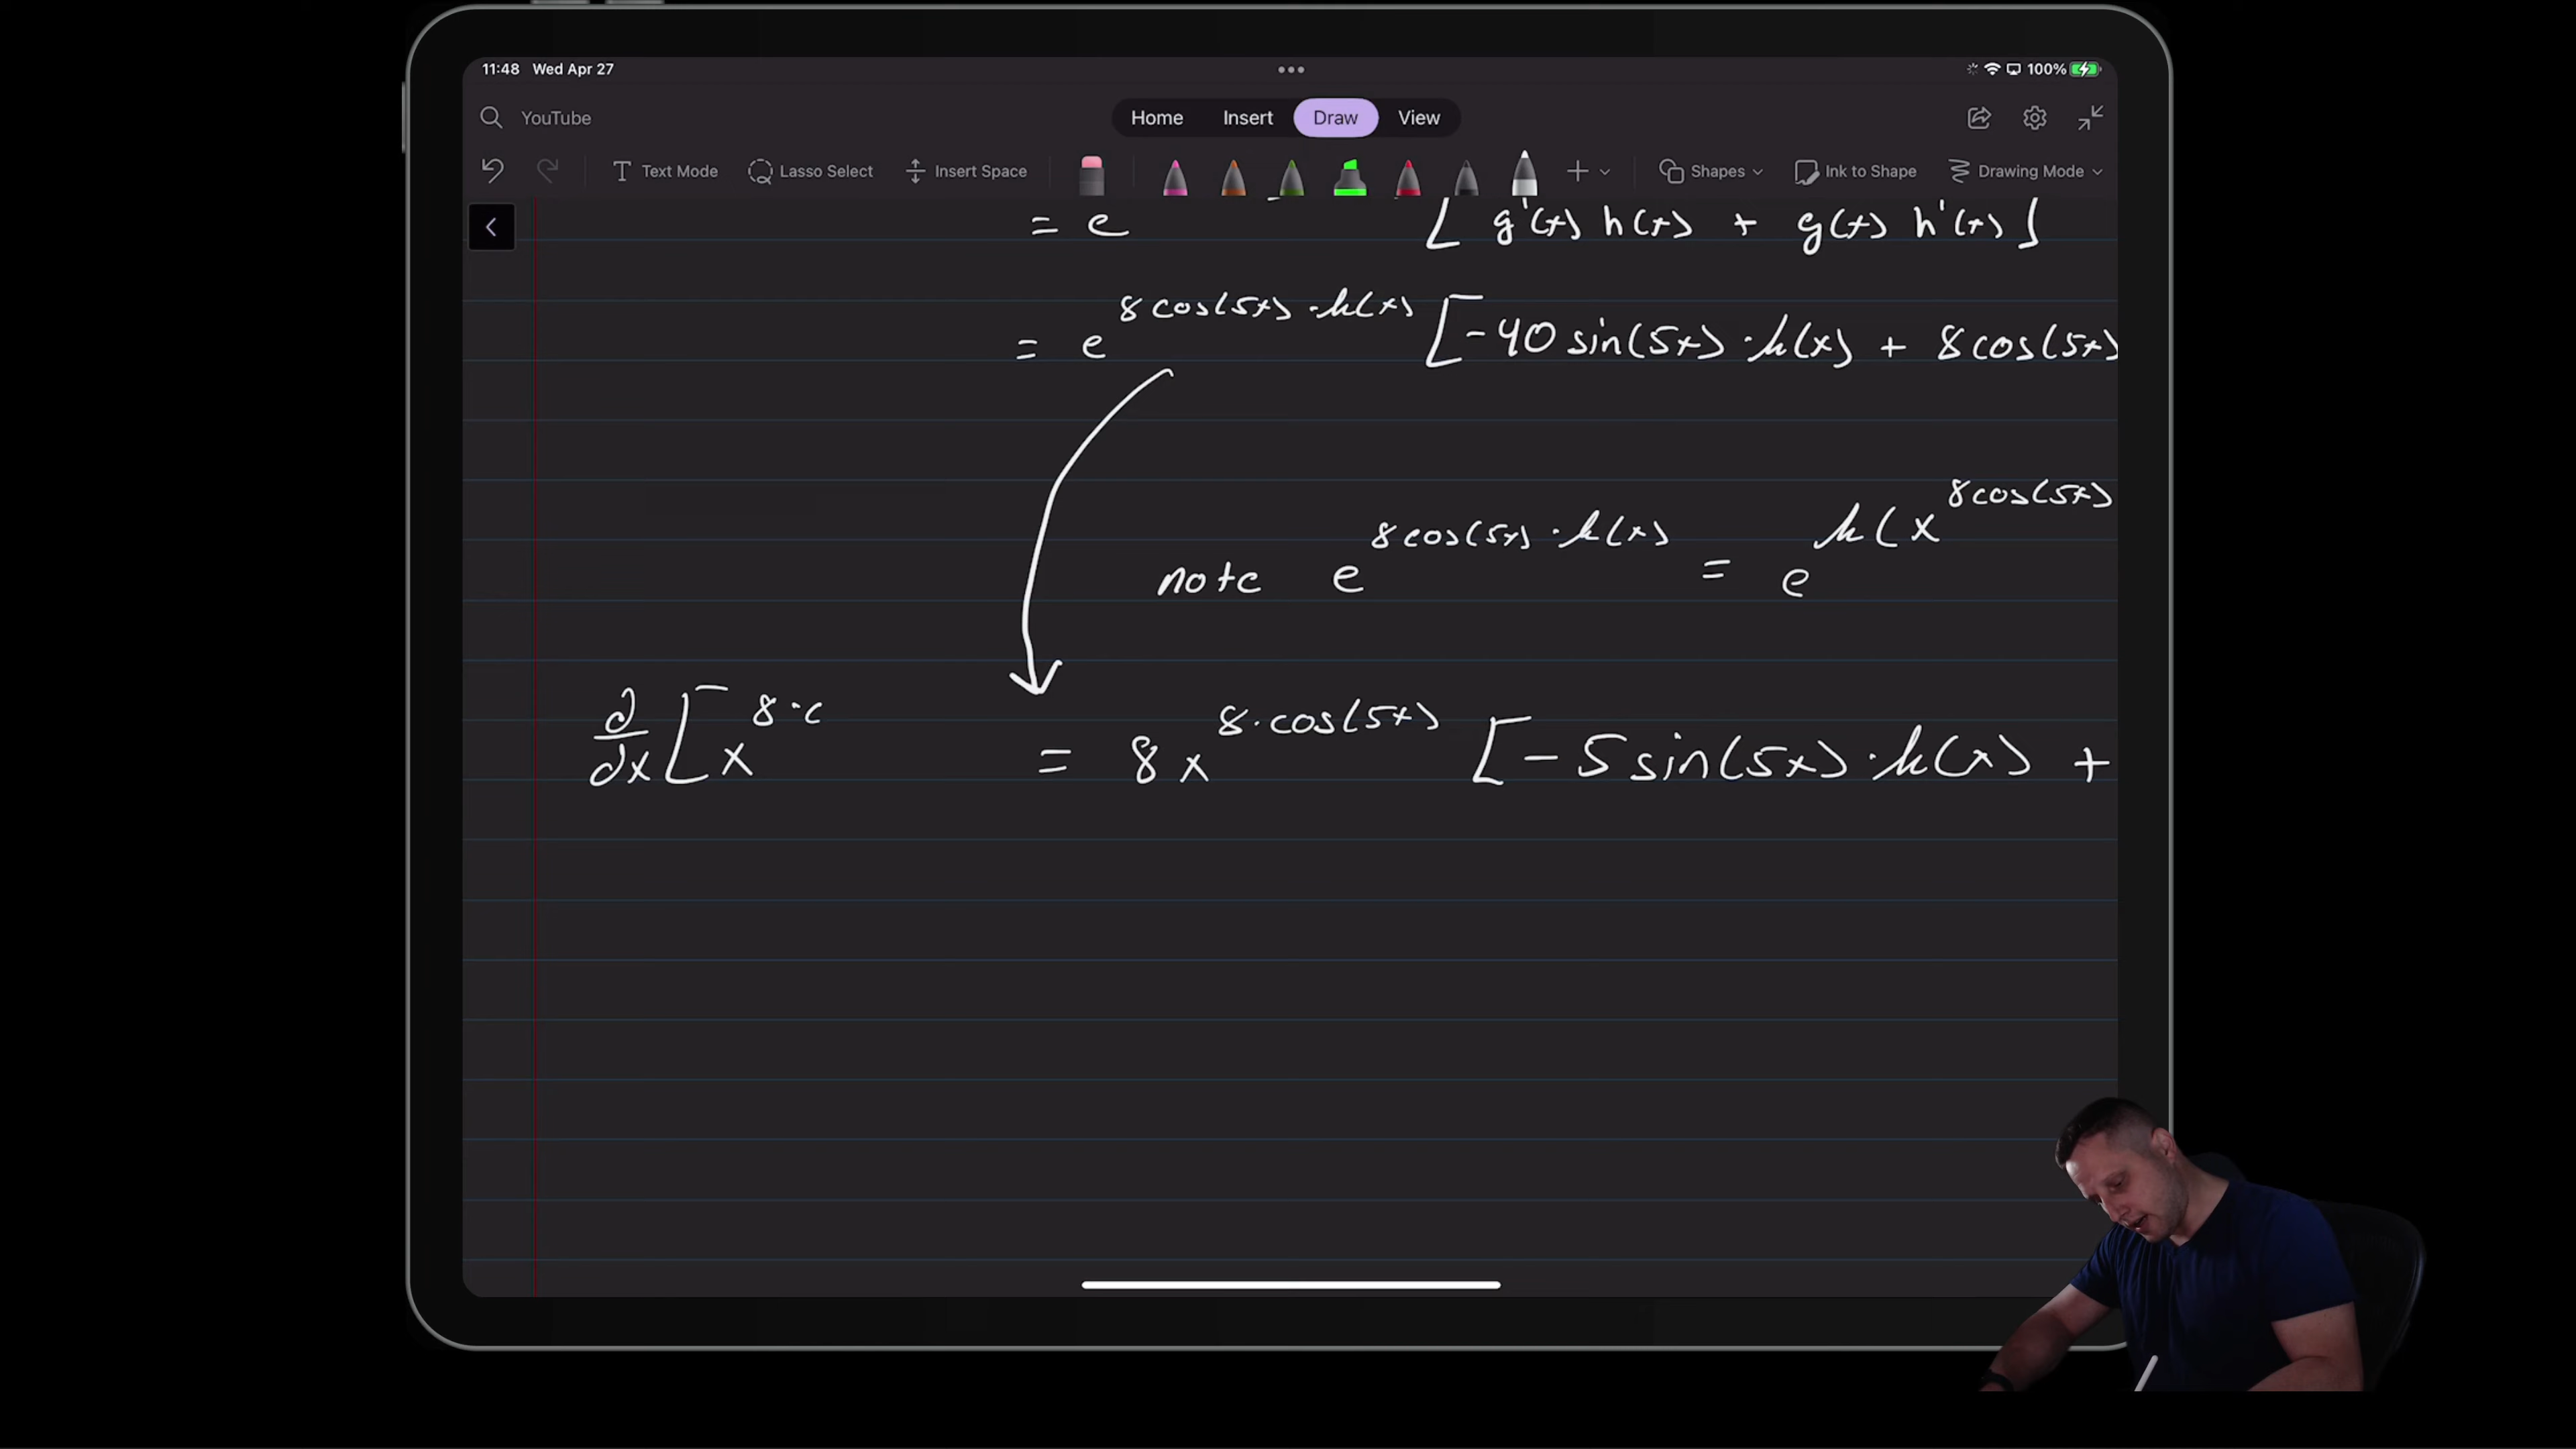 11:48 Wed Apr 27 100%
YouTube Home Insert Draw View
Text Mode Lasso Select Insert Space Shapes Ink to Shape Drawing Mode
= e [ g'(x) h(x) + g(x) h'(x) ]
= e^{8cos(5x)·ln(x)} [ -40 sin(5x)·ln(x) + 8cos(5x)
note e^{8cos(5x)·ln(x)} = e^{ln(x^{8cos(5x)}}
∂/∂x [ x^{8·c} = 8x^{8·cos(5x)} [ -5 sin(5x)·ln(x) +